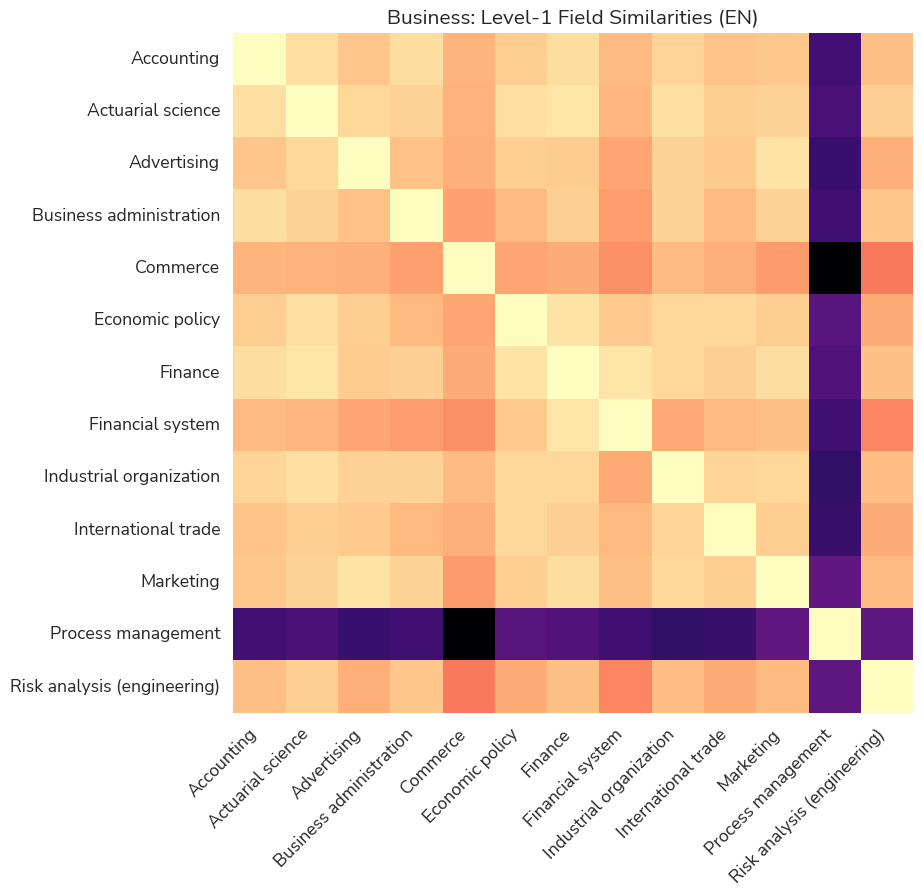 Business: Level-1 Field Similarities (EN)
Accounting
Actuarial science
Advertising
Business administration
Commerce
Economic policy
Finance
Financial system
Industrial organization
International trade
Marketing
Process management
Risk analysis (engineering)
Accounting
Actuarial science
Advertising
Business administration
Commerce
Economic policy
Finance
Financial system
Industrial organization
International trade
Marketing
Process management
Risk analysis (engineering)